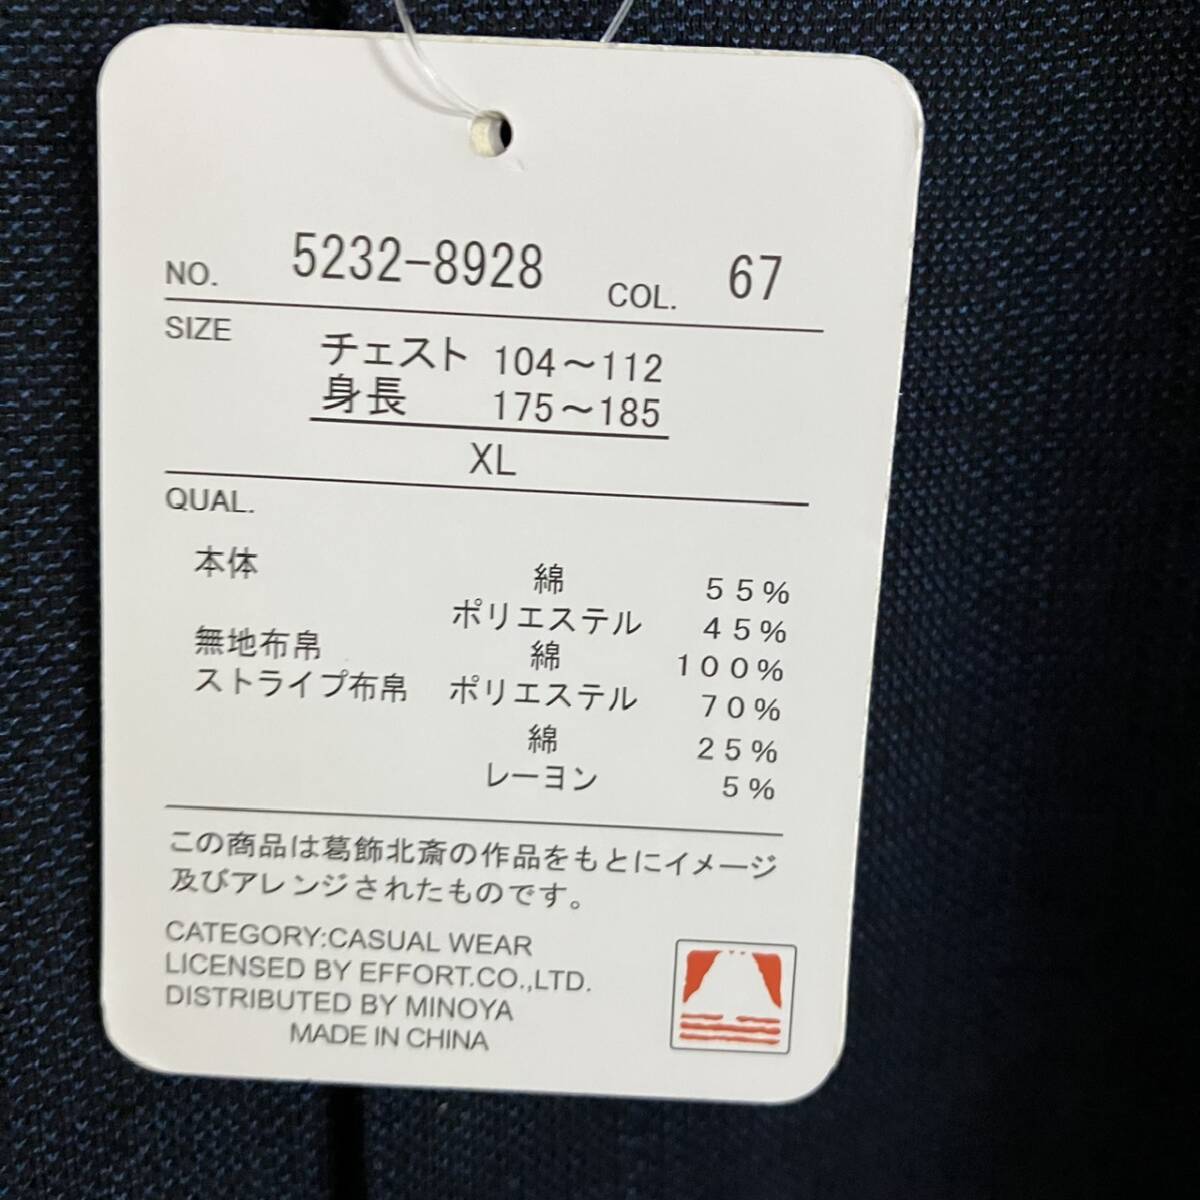 NO. 5232-8928 COL. 67
SIZE チェスト 104～112
身長 175～185
XL
QUAL.
本体 綿 55%
ポリエステル 45%
無地布帛 綿 100%
ストライプ布帛 ポリエステル 70%
綿 25%
レーヨン 5%
この商品は葛飾北斎の作品をもとにイメージ
及びアレンジされたものです。
CATEGORY:CASUAL WEAR
LICENSED BY EFFORT.CO.,LTD.
DISTRIBUTED BY MINOYA
MADE IN CHINA